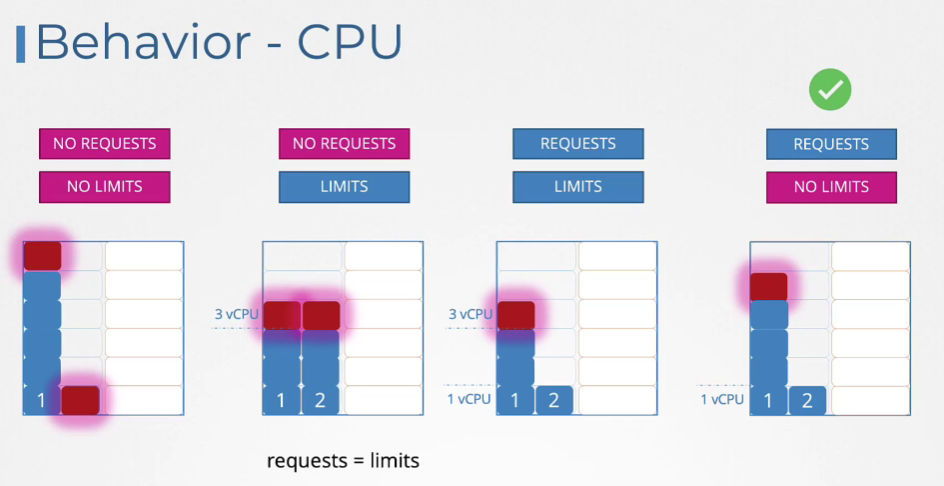 Behavior - CPU
NO REQUESTS
NO LIMITS
NO REQUESTS
LIMITS
REQUESTS
LIMITS
REQUESTS
NO LIMITS
1
3 vCPU
1
2
requests = limits
3 vCPU
1 vCPU
1
2
1 vCPU
1
2